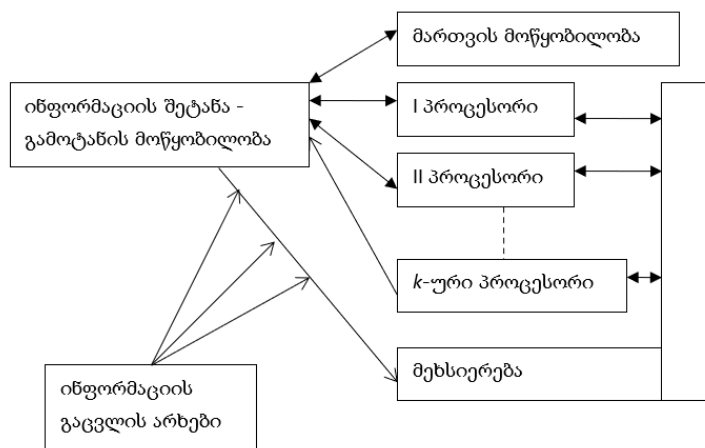 მართვის მოწყობილობა
ინფორმაციის შეტანა -
გამოტანის მოწყობილობა
I პროცესორი
II პროცესორი
k-ური პროცესორი
მეხსიერება
ინფორმაციის
გაცვლის არხები